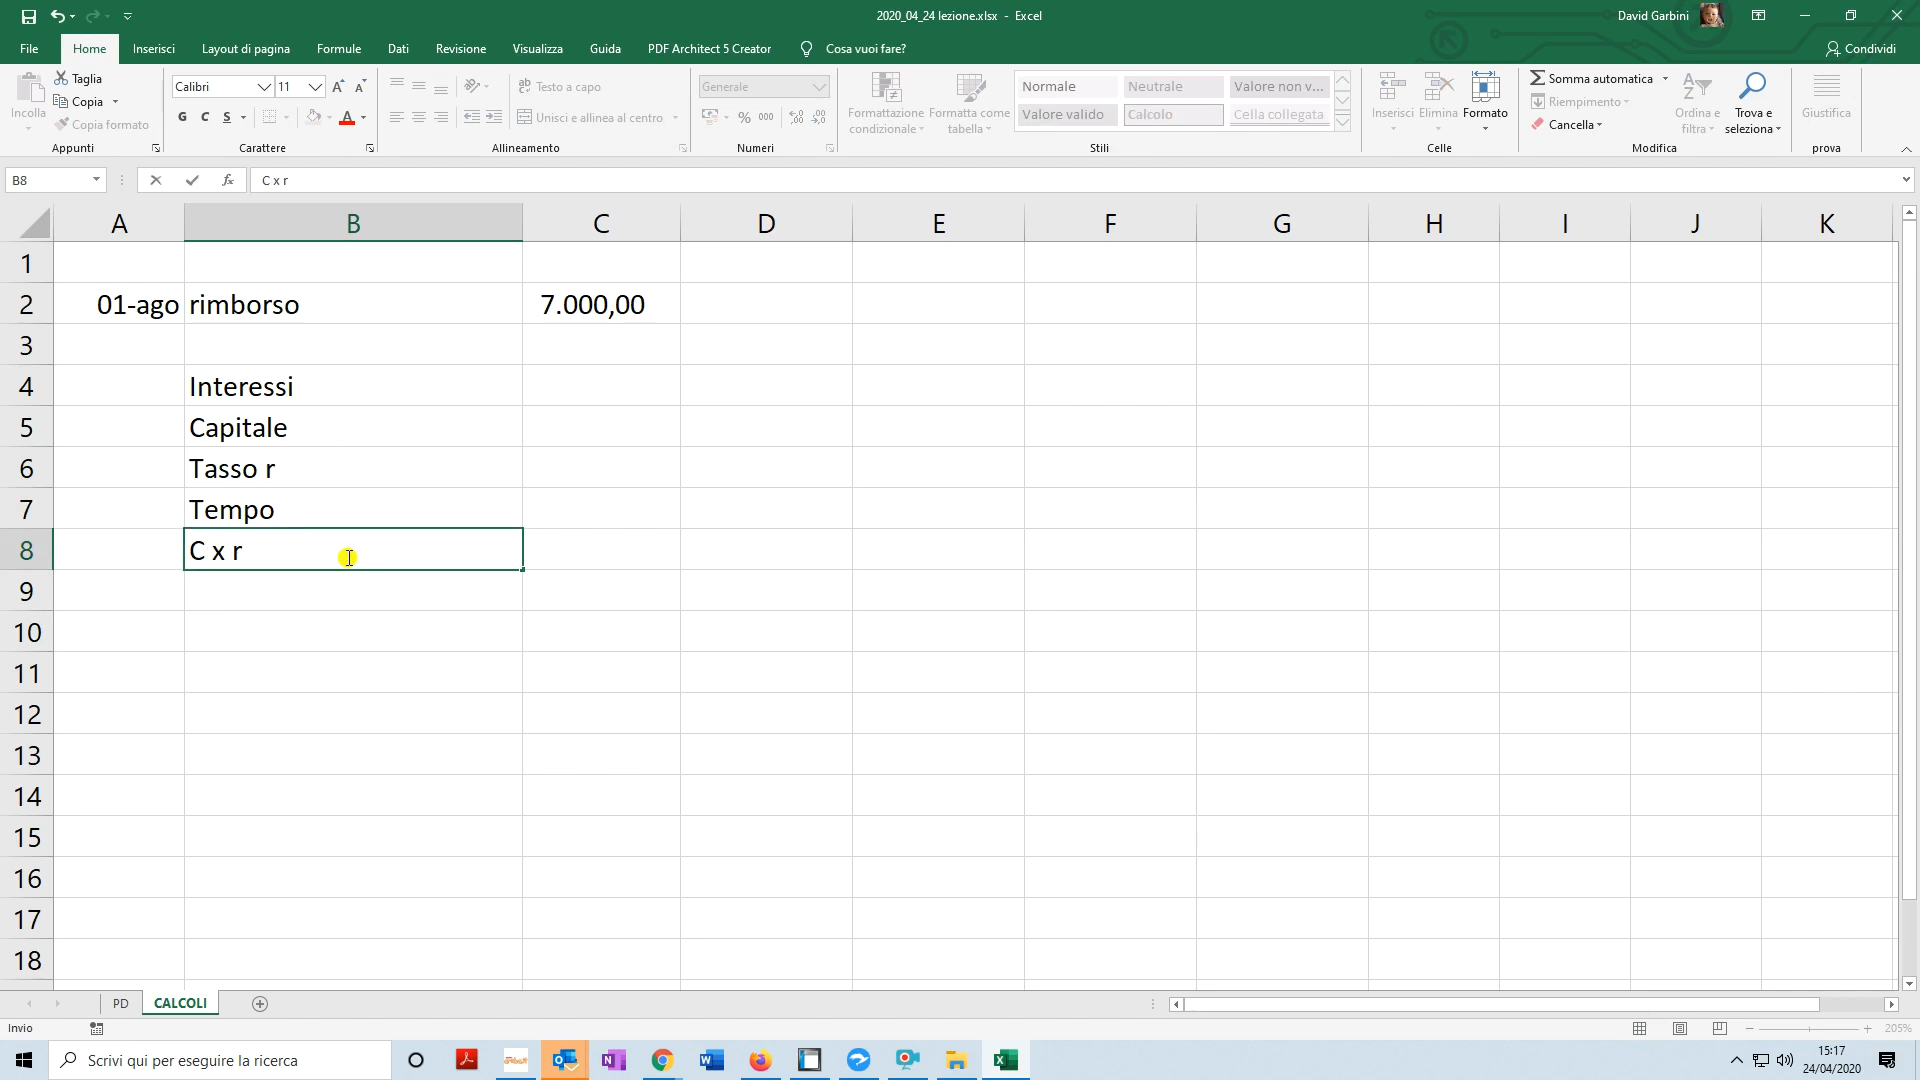 2020_04_24 lezione.xlsx - Excel
David Garbini
File Home Inserisci Layout di pagina Formule Dati Revisione Visualizza Guida PDF Architect 5 Creator Cosa vuoi fare? Condividi
Incolla
Taglia
Copia
Copia formato
Appunti
Calibri 11
G C S A
Carattere
Testo a capo
Unisci e allinea al centro
Allineamento
Generale
% 000
Numeri
Formattazione condizionale
Formatta come tabella
Normale Neutrale Valore non v...
Valore valido Calcolo Cella collegata
Stili
Inserisci Elimina Formato
Celle
Somma automatica
Riempimento
Cancella
Ordina e filtra
Trova e seleziona
Modifica
Giustifica
prova
B8 fx C x r
A B C D E F G H I J K
1
2 01-ago rimborso 7.000,00
3
4 Interessi
5 Capitale
6 Tasso r
7 Tempo
8 C x r
9
10
11
12
13
14
15
16
17
18
PD CALCOLI
Invio 205%
Scrivi qui per eseguire la ricerca
15:17
24/04/2020